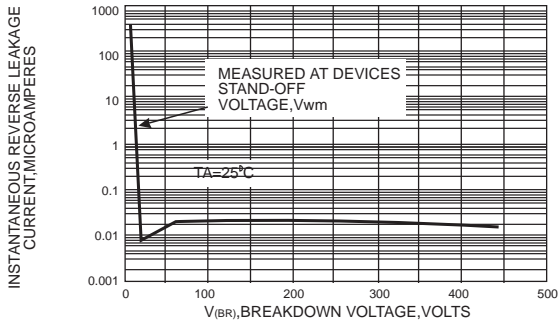 INSTANTANEOUS REVERSE LEAKAGE
CURRENT,MICROAMPERES
1000
100
10
1
0.1
0.01
0.001
MEASURED AT DEVICES
STAND-OFF
VOLTAGE,Vwm
TA=25°C
0 100 200 300 400 500
V(BR),BREAKDOWN VOLTAGE,VOLTS